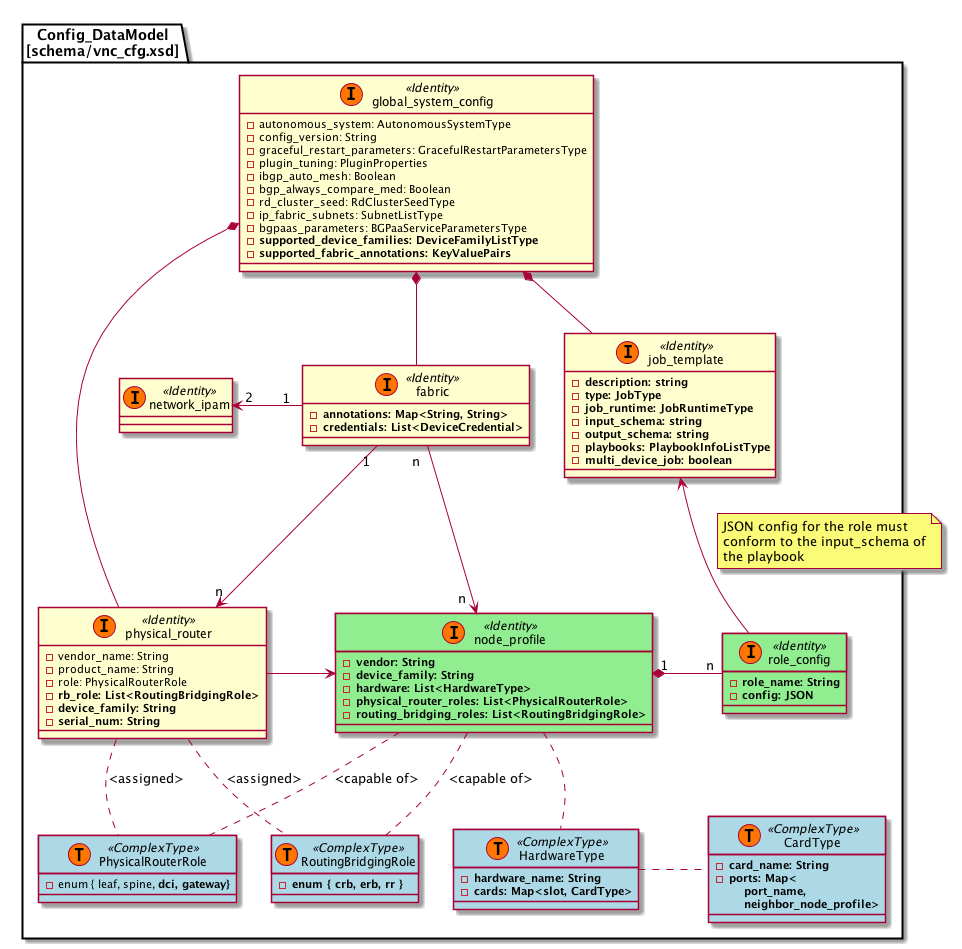 Config_DataModel
[schema/vnc_cfg.xsd]
I
«Identity»
global_system_config
autonomous_system: AutonomousSystemType
config_version: String
graceful_restart_parameters: GracefulRestartParametersType
plugin_tuning: PluginProperties
ibgp_auto_mesh: Boolean
bgp_always_compare_med: Boolean
rd_cluster_seed: RdClusterSeedType
ip_fabric_subnets: SubnetListType
bgpaas_parameters: BGPaaServiceParametersType
supported_device_families: DeviceFamilyListType
supported_fabric_annotations: KeyValuePairs
I
«Identity»
job_template
description: string
type: JobType
job_runtime: JobRuntimeType
input_schema: string
output_schema: string
playbooks: PlaybookInfoListType
multi_device_job: boolean
I
«Identity»
network_ipam
2
1
I
«Identity»
fabric
annotations: Map<String, String>
credentials: List<DeviceCredential>
1
n
JSON config for the role must
conform to the input_schema of
the playbook
n
n
I
«Identity»
physical_router
vendor_name: String
product_name: String
role: PhysicalRouterRole
rb_role: List<RoutingBridgingRole>
device_family: String
serial_num: String
I
«Identity»
node_profile
vendor: String
device_family: String
hardware: List<HardwareType>
physical_router_roles: List<PhysicalRouterRole>
routing_bridging_roles: List<RoutingBridgingRole>
1
n
I
«Identity»
role_config
role_name: String
config: JSON
<assigned>
<assigned>
<capable of>
<capable of>
T
«ComplexType»
PhysicalRouterRole
enum { leaf, spine, dci, gateway}
T
«ComplexType»
RoutingBridgingRole
enum { crb, erb, rr }
T
«ComplexType»
HardwareType
hardware_name: String
cards: Map<slot, CardType>
T
«ComplexType»
CardType
card_name: String
ports: Map<
port_name,
neighbor_node_profile>